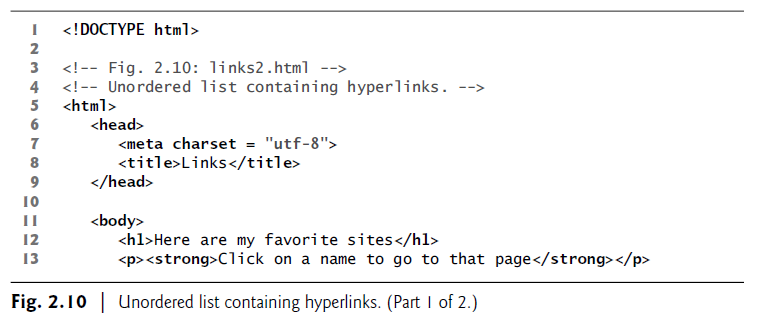 1 <!DOCTYPE html>
2
3 <!-- Fig. 2.10: links2.html -->
4 <!-- Unordered list containing hyperlinks. -->
5 <html>
6 <head>
7 <meta charset = "utf-8">
8 <title>Links</title>
9 </head>
10
11 <body>
12 <h1>Here are my favorite sites</h1>
13 <p><strong>Click on a name to go to that page</strong></p>
Fig. 2.10 | Unordered list containing hyperlinks. (Part 1 of 2.)